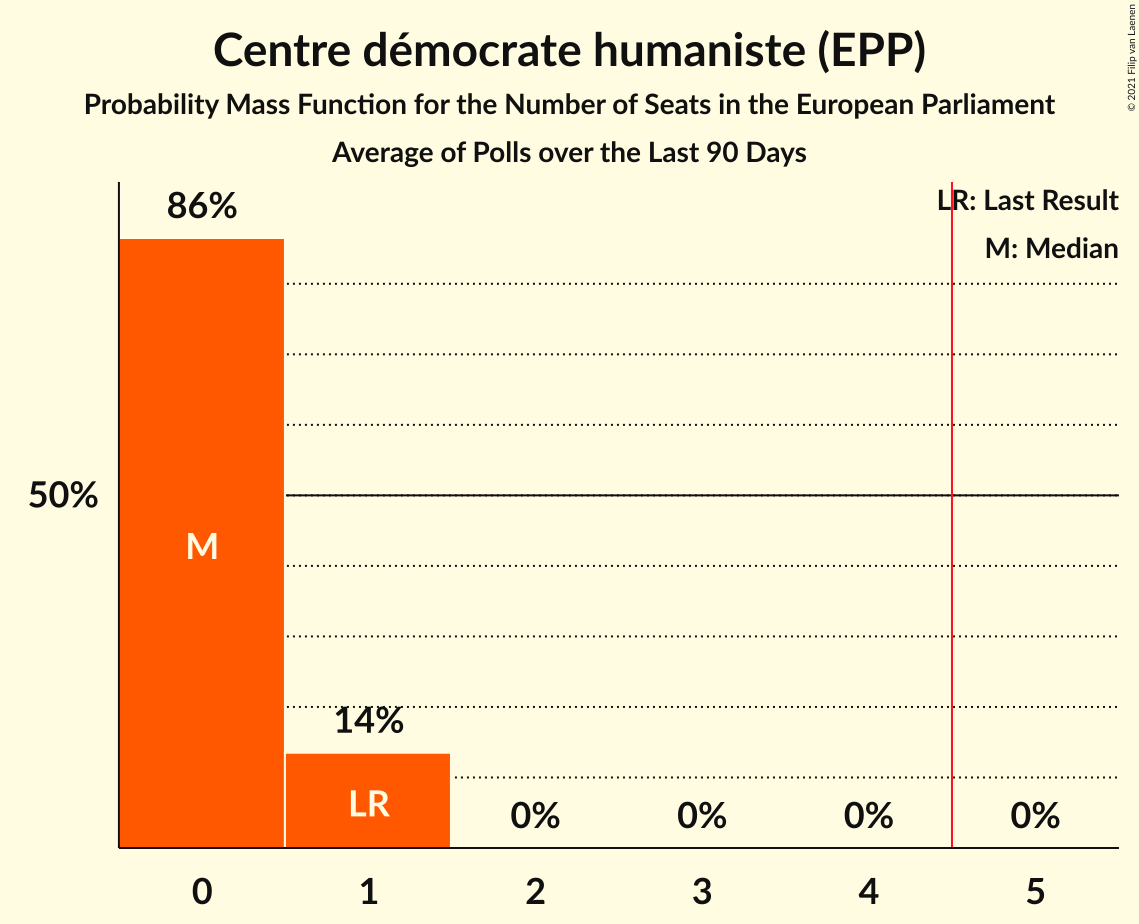 Centre démocrate humaniste (EPP)
Probability Mass Function for the Number of Seats in the European Parliament
Average of Polls over the Last 90 Days
© 2021 Filip van Laenen
LR: Last Result
M: Median
86%
50%
M
14%
LR
0%
0%
0%
0%
0 1 2 3 4 5